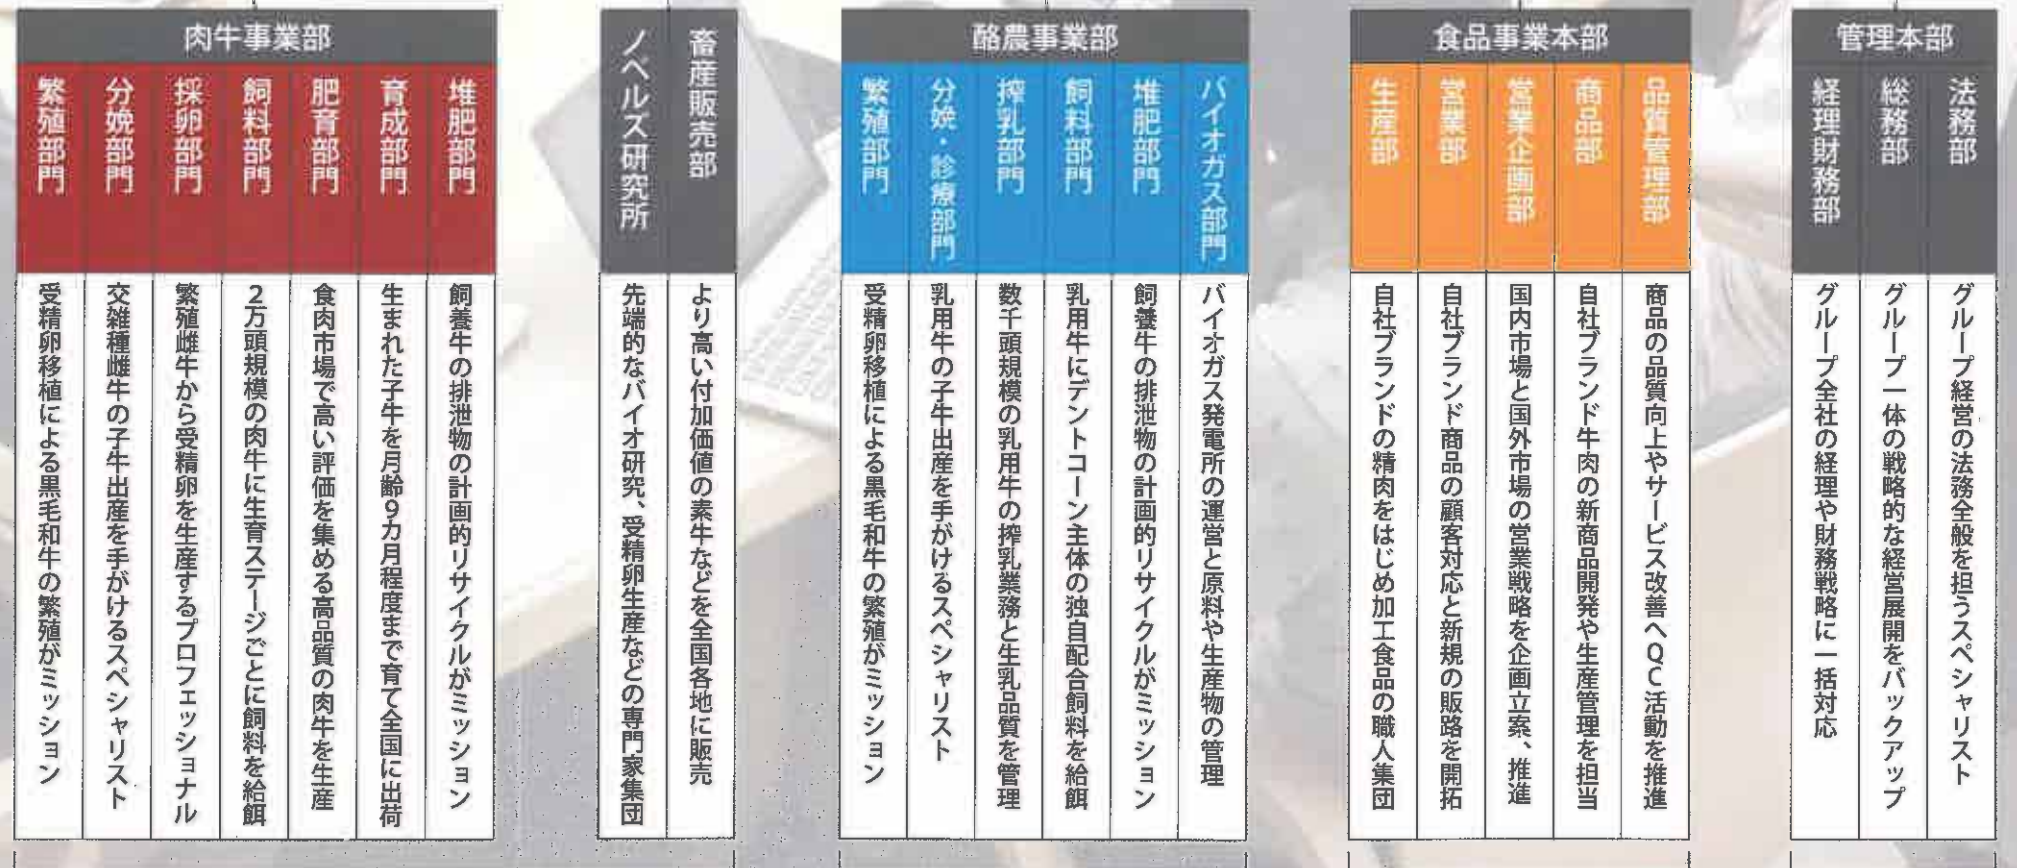 肉牛事業部
繁殖部門
受精卵移植による黒毛和牛の繁殖がミッション
分娩部門
交雑種雌牛の子牛出産を手がけるスペシャリスト
採卵部門
繁殖雌牛から受精卵を生産するプロフェッショナル
飼料部門
2万頭規模の肉牛に生育ステージごとに飼料を給餌
肥育部門
食肉市場で高い評価を集める高品質の肉牛を生産
育成部門
生まれた子牛を月齢9カ月程度まで育て全国に出荷
堆肥部門
飼養牛の排泄物の計画的リサイクルがミッション
ノベルズ研究所
先端的なバイオ研究、受精卵生産などの専門家集団
畜産販売部
より高い付加価値の素牛などを全国各地に販売
酪農事業部
繁殖部門
受精卵移植による黒毛和牛の繁殖がミッション
分娩・診療部門
乳用牛の子牛出産を手がけるスペシャリスト
搾乳部門
数千頭規模の乳用牛の搾乳業務と生乳品質を管理
飼料部門
乳用牛にデントコーン主体の独自配合飼料を給餌
堆肥部門
飼養牛の排泄物の計画的リサイクルがミッション
バイオガス部門
バイオガス発電所の運営と原料や生産物の管理
食品事業本部
生産部
自社ブランドの精肉をはじめ加工食品の職人集団
営業部
自社ブランド商品の顧客対応と新規の販路を開拓
営業企画部
国内市場と国外市場の営業戦略を企画立案、推進
商品部
自社ブランド牛肉の新商品開発や生産管理を担当
品質管理部
商品の品質向上やサービス改善へQC活動を推進
管理本部
経理財務部
グループ全社の経理や財務戦略に一括対応
総務部
グループ一体の戦略的な経営展開をバックアップ
法務部
グループ経営の法務全般を担うスペシャリスト